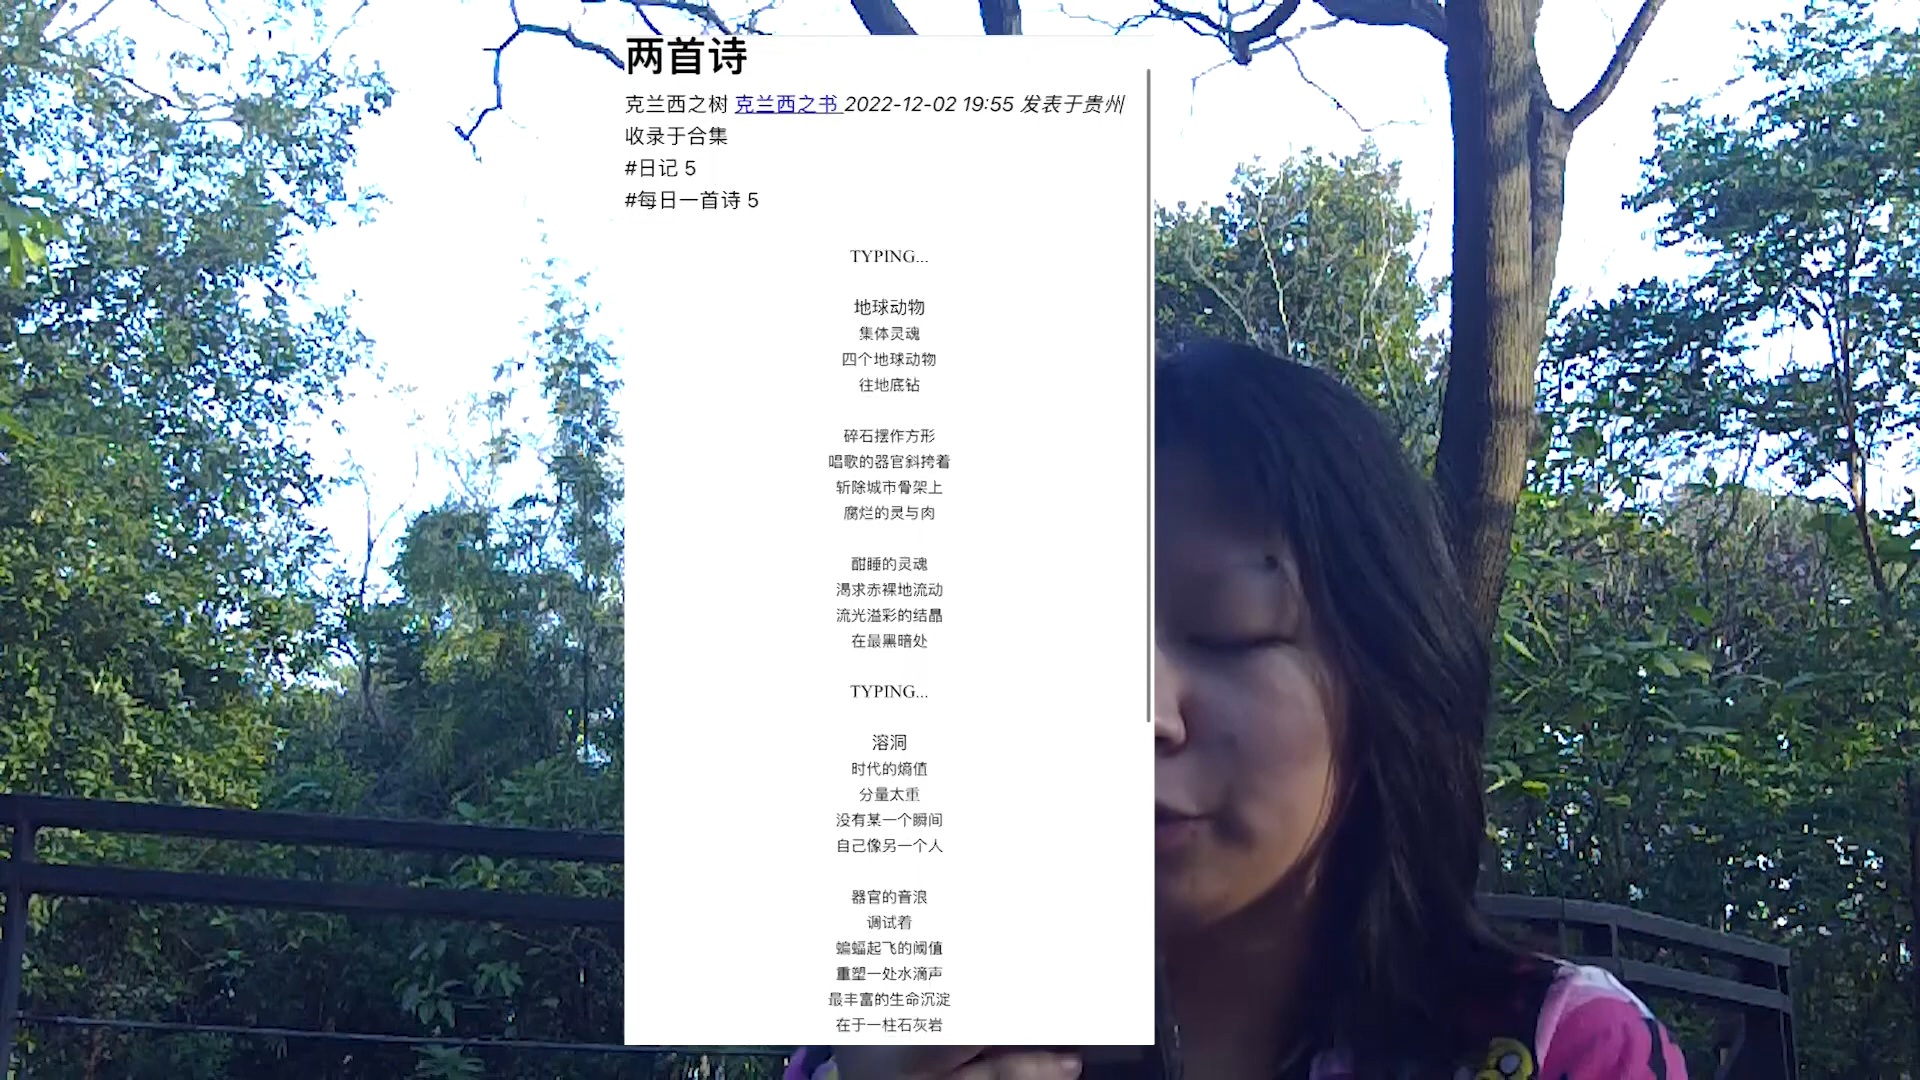 两首诗
克兰西之树 克兰西之书 2022-12-02 19:55 发表于贵州
收录于合集
#日记 5
#每日一首诗 5
TYPING...
地球动物
集体灵魂
四个地球动物
往地底钻
碎石摆作方形
唱歌的器官斜挎着
斩除城市骨架上
腐烂的灵与肉
酣睡的灵魂
渴求赤裸地流动
流光溢彩的结晶
在最黑暗处
TYPING...
溶洞
时代的熵值
分量太重
没有某一个瞬间
自己像另一个人
器官的音浪
调试着
蝙蝠起飞的阈值
重塑一处水滴声
最丰富的生命沉淀
在于一柱石灰岩